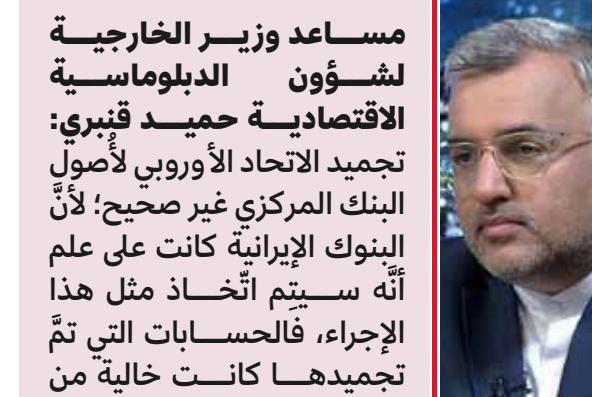 مساعد وزير الخارجية
لشؤون الدبلوماسية
الاقتصادية حميد قنبري:
تجميد الاتحاد الأوروبي لأُصول
البنك المركزي غير صحيح؛ لأنَّ
البنوك الإيرانية كانت على علم
أنَّه سيتِم اتّخاذ مثل هذا
الإجراء، فالحسابات التي تمَّ
تجميدها كانت خالية من